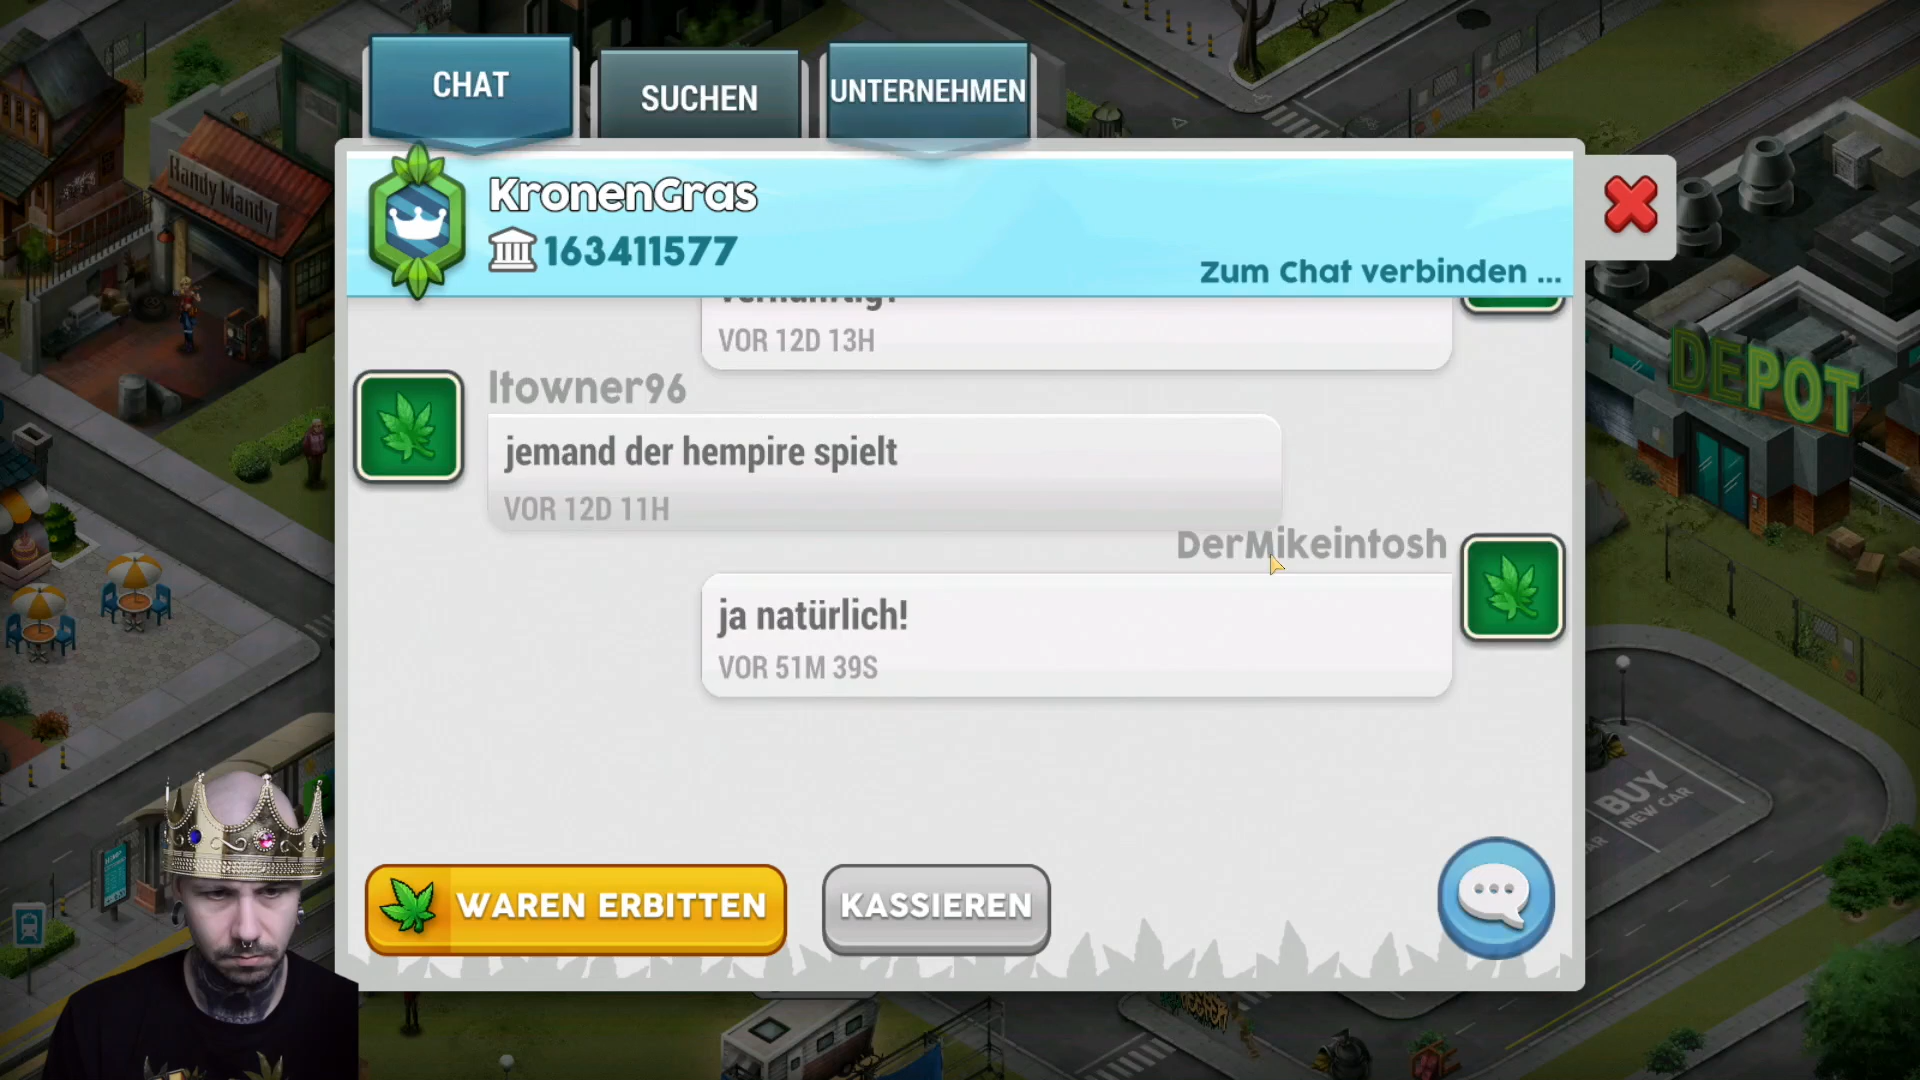 CHAT
SUCHEN
UNTERNEHMEN
KronenGras
163411577
Zum Chat verbinden ...
VOR 12D 13H
ltowner96
jemand der hempire spielt
VOR 12D 11H
DerMikeintosh
ja natürlich!
VOR 51M 39S
WAREN ERBITTEN
KASSIEREN
Handy Mandy
DEPOT
BUY
NEW CAR